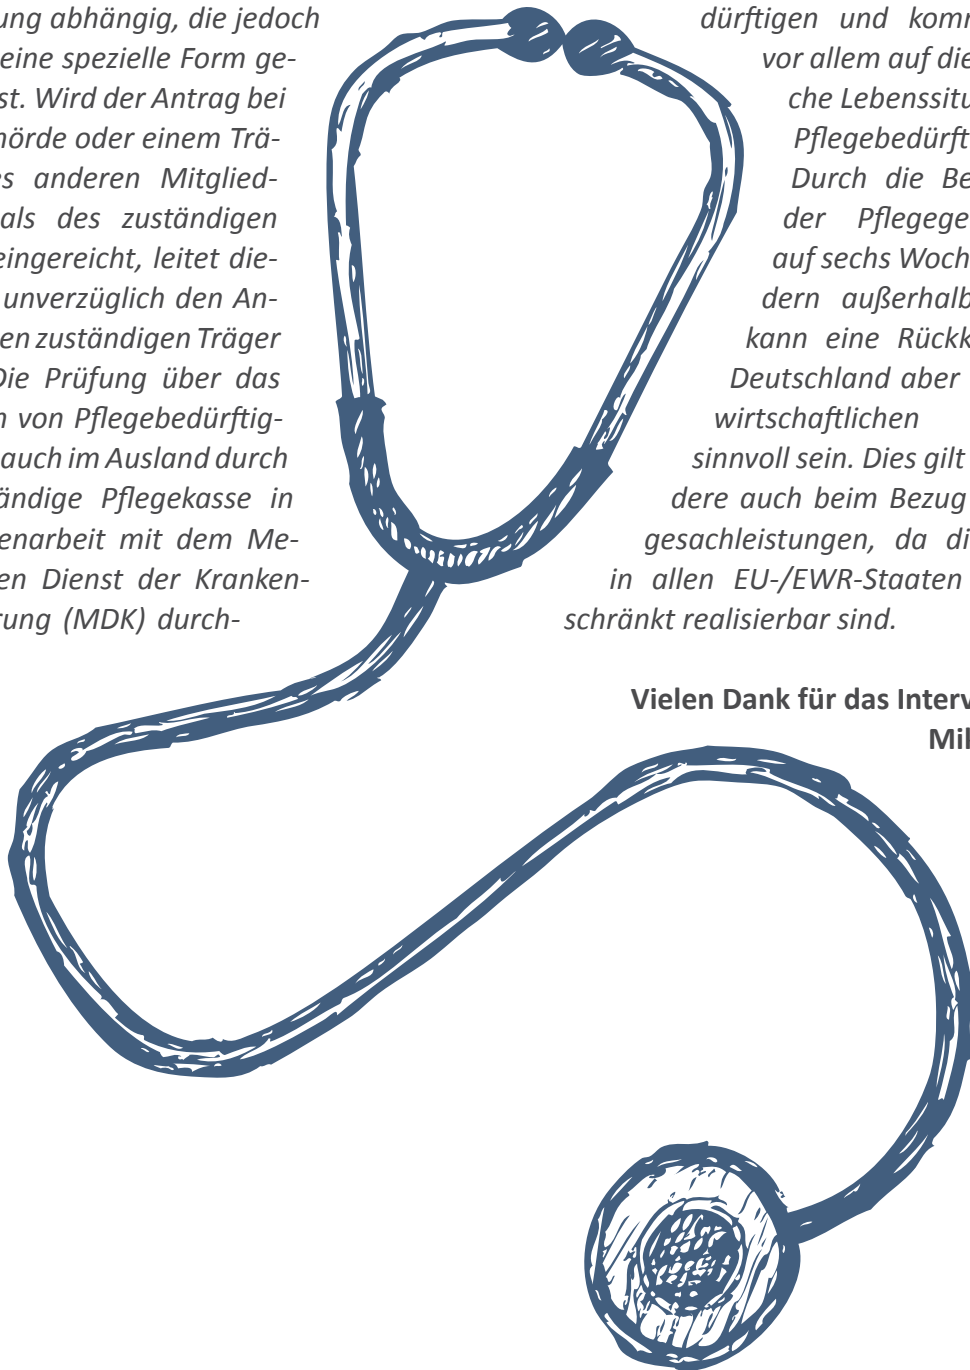 ung abhängig, die jedoch
eine spezielle Form ge-
st. Wird der Antrag bei
hörde oder einem Trä-
es anderen Mitglied-
als des zuständigen
eingereicht, leitet die-
unverzüglich den An-
en zuständigen Träger
Die Prüfung über das
n von Pflegebedürftig-
auch im Ausland durch
tändige Pflegekasse in
enarbeit mit dem Me-
en Dienst der Kranken-
rung (MDK) durch-
dürftigen und komm
vor allem auf die
che Lebenssitu
Pflegebedürft
Durch die Be
der Pflegege
auf sechs Woch
dern außerhalb
kann eine Rückk
Deutschland aber
wirtschaftlichen
sinnvoll sein. Dies gilt
dere auch beim Bezug
gesachleistungen, da di
in allen EU-/EWR-Staaten
schränkt realisierbar sind.
Vielen Dank für das Interv
Mik